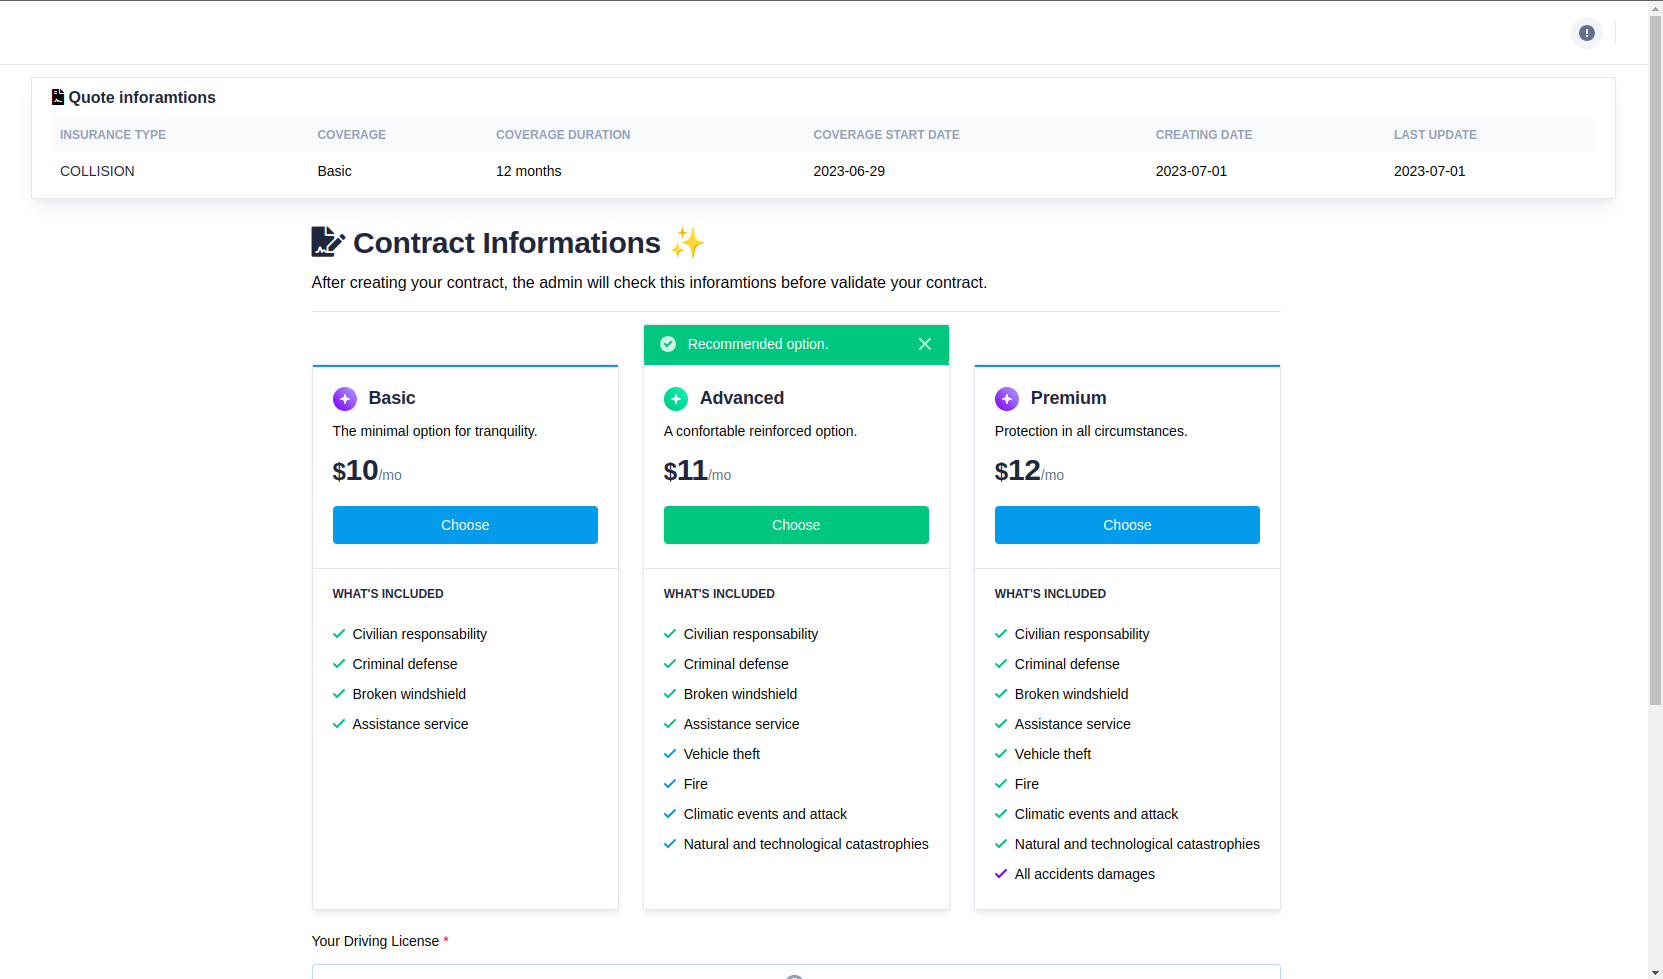 Quote inforamtions
INSURANCE TYPE COVERAGE COVERAGE DURATION COVERAGE START DATE CREATING DATE LAST UPDATE
COLLISION Basic 12 months 2023-06-29 2023-07-01 2023-07-01
Contract Informations ✨
After creating your contract, the admin will check this inforamtions before validate your contract.
Recommended option.
Basic
The minimal option for tranquility.
$10/mo
Choose
WHAT'S INCLUDED
Civilian responsability
Criminal defense
Broken windshield
Assistance service
Advanced
A confortable reinforced option.
$11/mo
Choose
WHAT'S INCLUDED
Civilian responsability
Criminal defense
Broken windshield
Assistance service
Vehicle theft
Fire
Climatic events and attack
Natural and technological catastrophies
Premium
Protection in all circumstances.
$12/mo
Choose
WHAT'S INCLUDED
Civilian responsability
Criminal defense
Broken windshield
Assistance service
Vehicle theft
Fire
Climatic events and attack
Natural and technological catastrophies
All accidents damages
Your Driving License *